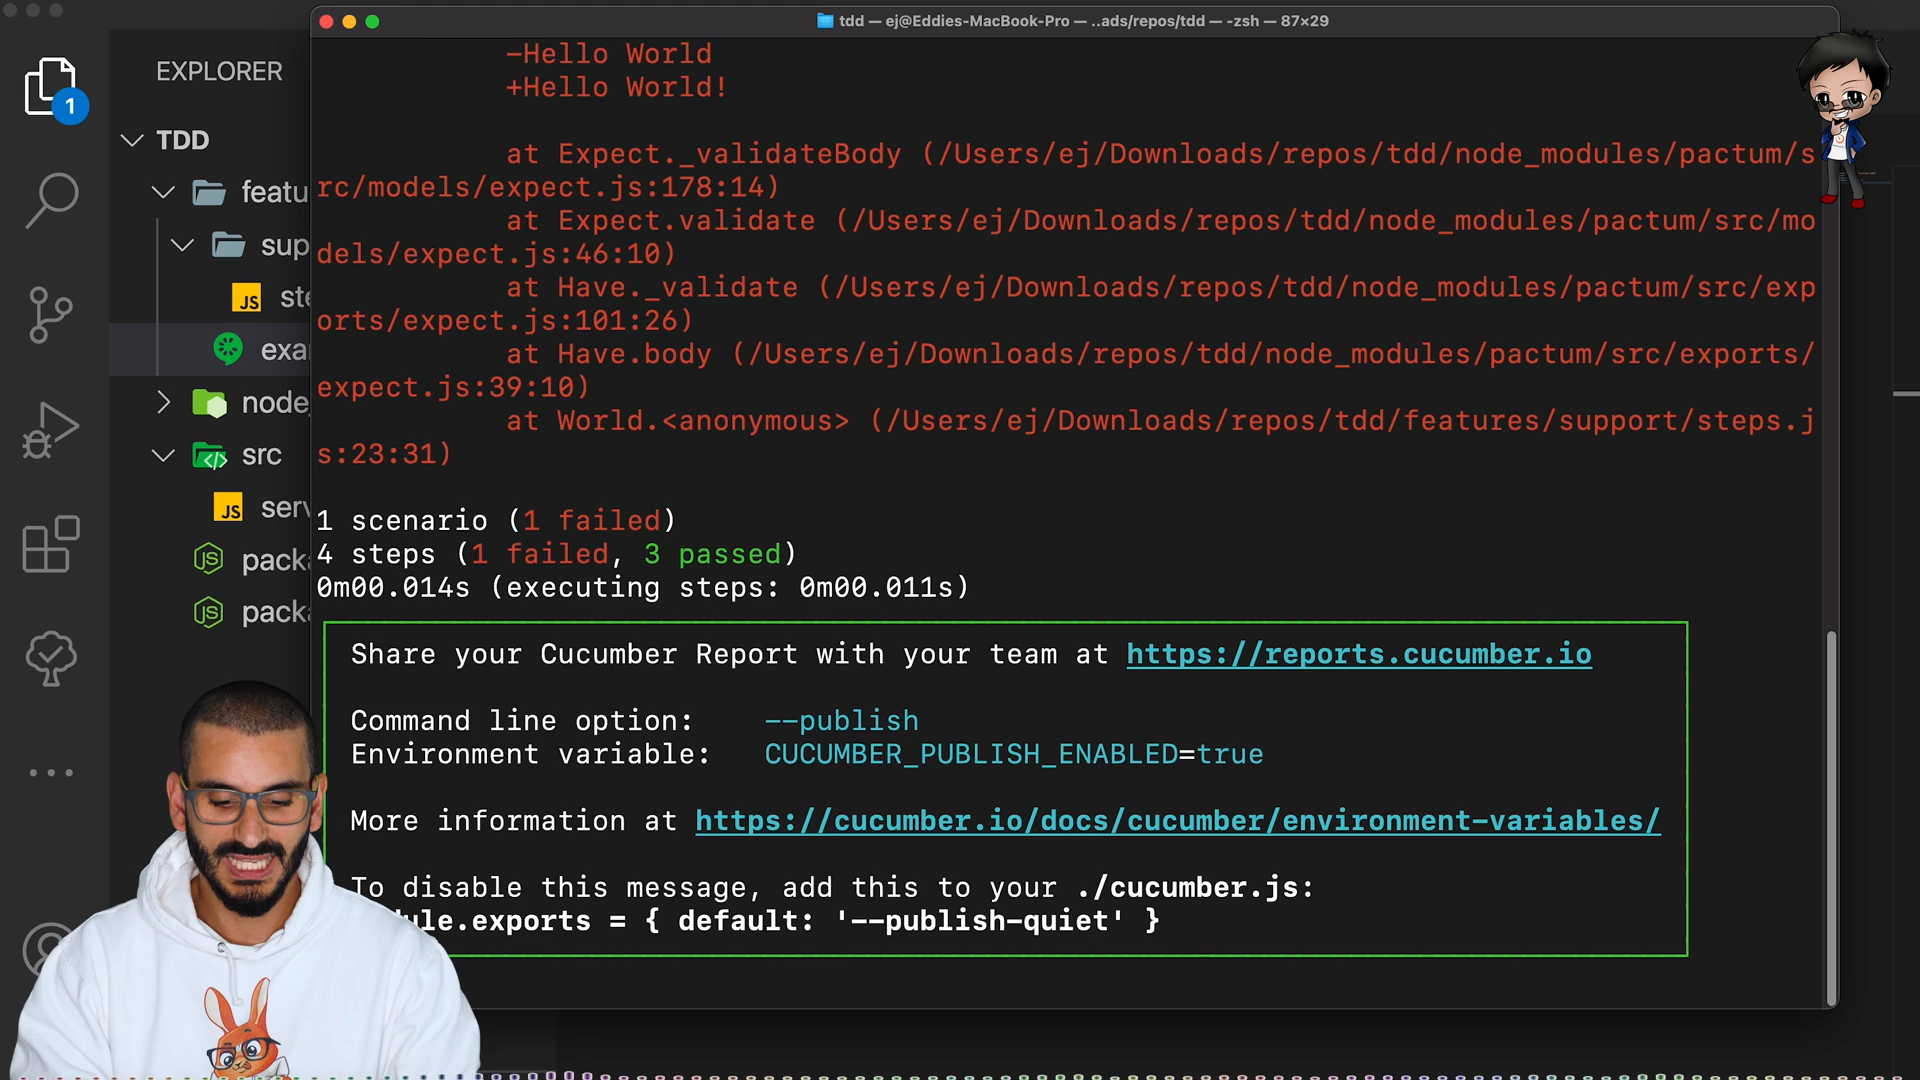 tdd — ej@Eddies-MacBook-Pro — ..ads/repos/tdd — -zsh — 87×29
EXPLORER
1
TDD
featu
sup
JS ste
exa
node_
src
JS serv
packa
packa
-Hello World
+Hello World!
at Expect._validateBody (/Users/ej/Downloads/repos/tdd/node_modules/pactum/s
rc/models/expect.js:178:14)
at Expect.validate (/Users/ej/Downloads/repos/tdd/node_modules/pactum/src/mo
dels/expect.js:46:10)
at Have._validate (/Users/ej/Downloads/repos/tdd/node_modules/pactum/src/exp
orts/expect.js:101:26)
at Have.body (/Users/ej/Downloads/repos/tdd/node_modules/pactum/src/exports/
expect.js:39:10)
at World.<anonymous> (/Users/ej/Downloads/repos/tdd/features/support/steps.j
s:23:31)
1 scenario (1 failed)
4 steps (1 failed, 3 passed)
0m00.014s (executing steps: 0m00.011s)
Share your Cucumber Report with your team at https://reports.cucumber.io
Command line option: --publish
Environment variable: CUCUMBER_PUBLISH_ENABLED=true
More information at https://cucumber.io/docs/cucumber/environment-variables/
To disable this message, add this to your ./cucumber.js:
ule.exports = { default: '--publish-quiet' }